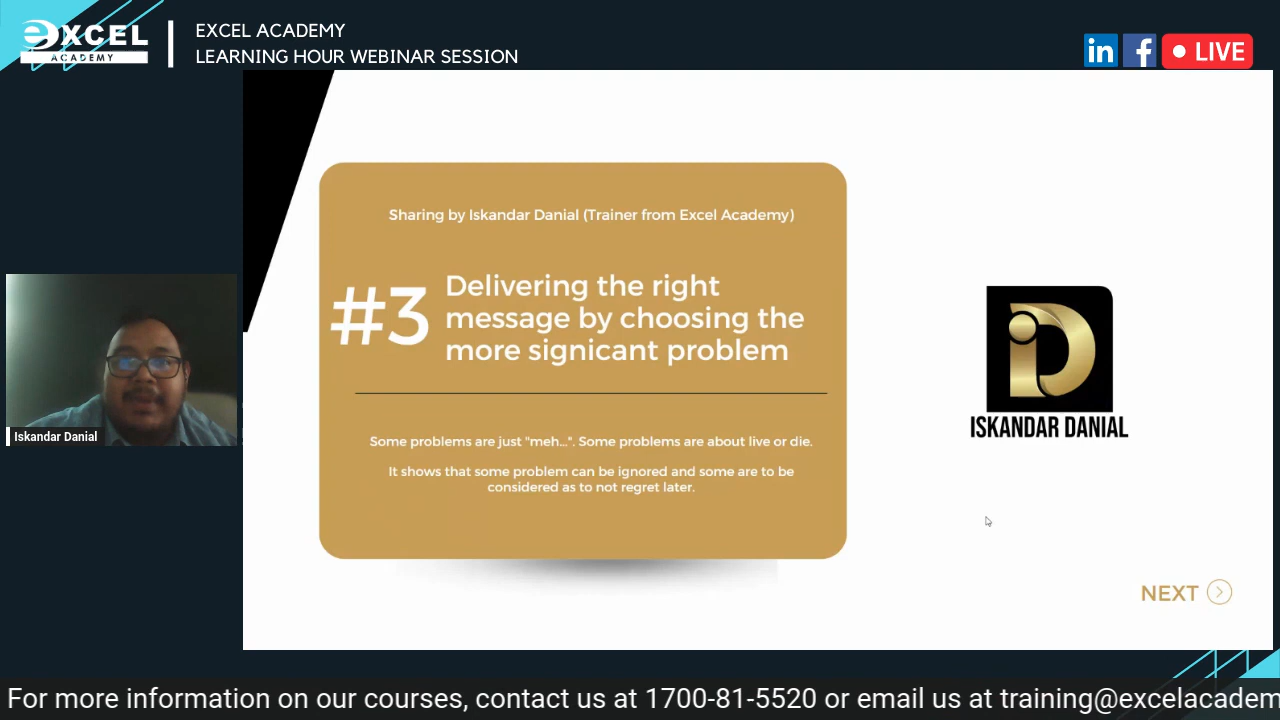 eXCEL
ACADEMY
EXCEL ACADEMY
LEARNING HOUR WEBINAR SESSION
in
f
LIVE
Sharing by Iskandar Danial (Trainer from Excel Academy)
#3
Delivering the right
message by choosing the
more signicant problem
Some problems are just "meh...". Some problems are about live or die.
It shows that some problem can be ignored and some are to be
considered as to not regret later.
iD
ISKANDAR DANIAL
Iskandar Danial
NEXT
For more information on our courses, contact us at 1700-81-5520 or email us at training@excelacadem